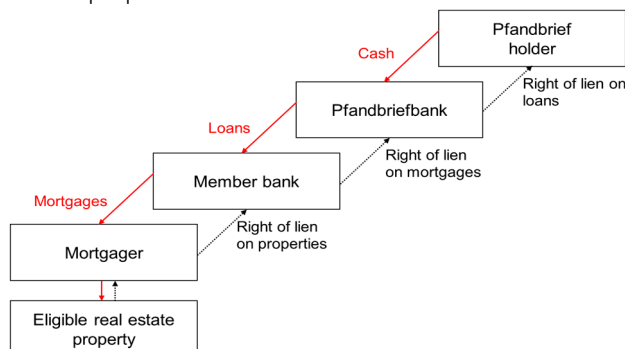 Pfandbrief
holder
Cash
Right of lien on
loans
Pfandbriefbank
Loans
Right of lien
on mortgages
Member bank
Mortgages
Right of lien
on properties
Mortgager
Eligible real estate
property